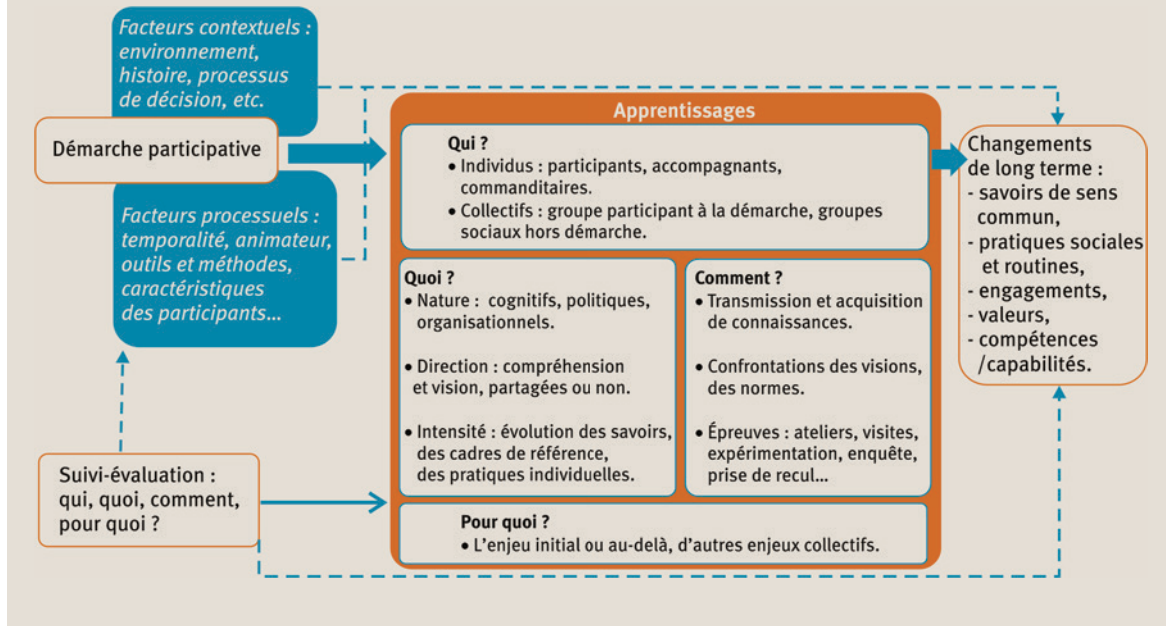 Facteurs contextuels :
environnement,
histoire, processus
de décision, etc.
Démarche participative
Facteurs processuels :
temporalité, animateur,
outils et méthodes,
caractéristiques
des participants...
Suivi-évaluation :
qui, quoi, comment,
pour quoi ?
Apprentissages
Qui ?
• Individus : participants, accompagnants,
commanditaires.
• Collectifs : groupe participant à la démarche, groupes
sociaux hors démarche.
Quoi ?
• Nature : cognitifs, politiques,
organisationnels.
• Direction : compréhension
et vision, partagées ou non.
• Intensité : évolution des savoirs,
des cadres de référence,
des pratiques individuelles.
Comment ?
• Transmission et acquisition
de connaissances.
• Confrontations des visions,
des normes.
• Épreuves : ateliers, visites,
expérimentation, enquête,
prise de recul...
Pour quoi ?
• L'enjeu initial ou au-delà, d'autres enjeux collectifs.
Changements
de long terme :
- savoirs de sens
commun,
- pratiques sociales
et routines,
- engagements,
- valeurs,
- compétences
/capabilités.